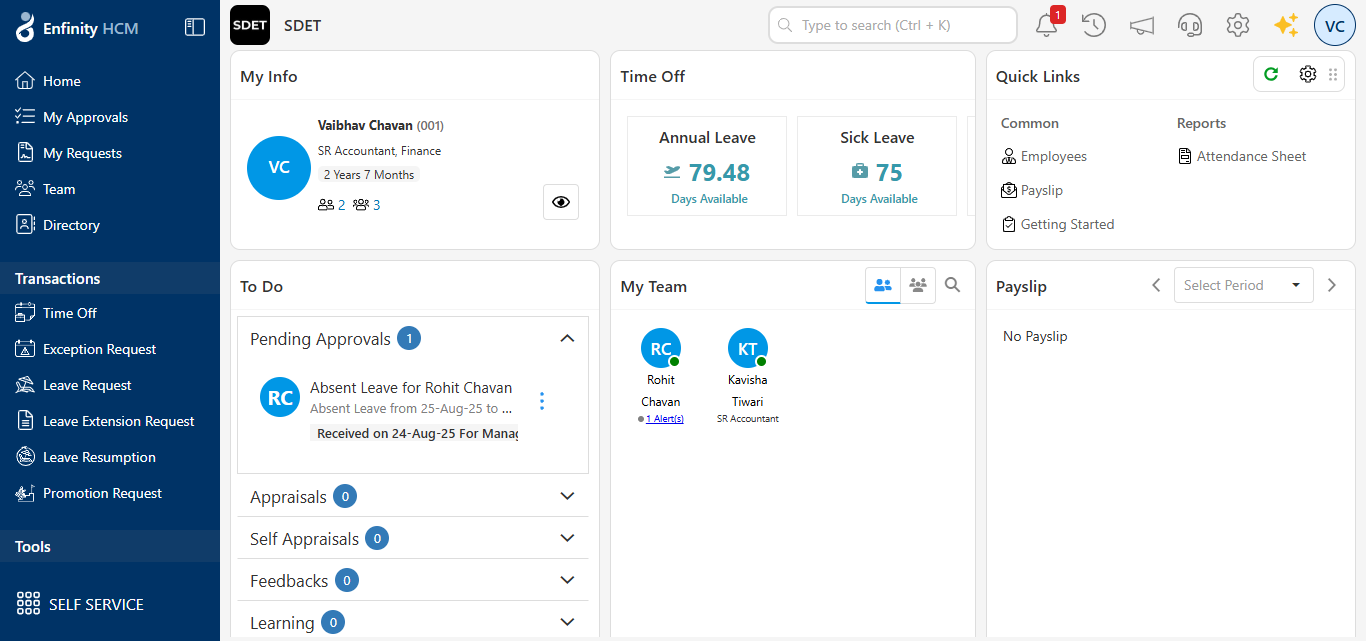 Enfinity HCM
Home
My Approvals
My Requests
Team
Directory
Transactions
Time Off
Exception Request
Leave Request
Leave Extension Request
Leave Resumption
Promotion Request
Tools
SELF SERVICE
SDET SDET
Type to search (Ctrl + K)
1
VC
My Info
VC
Vaibhav Chavan (001)
SR Accountant, Finance
2 Years 7 Months
2 3
Time Off
Annual Leave
79.48
Days Available
Sick Leave
75
Days Available
Quick Links
Common
Employees
Payslip
Getting Started
Reports
Attendance Sheet
To Do
Pending Approvals 1
RC
Absent Leave for Rohit Chavan
Absent Leave from 25-Aug-25 to ...
Received on 24-Aug-25 For Manag
Appraisals 0
Self Appraisals 0
Feedbacks 0
Learning 0
My Team
RC
Rohit
Chavan
1 Alert(s)
KT
Kavisha
Tiwari
SR Accountant
Payslip
Select Period
No Payslip